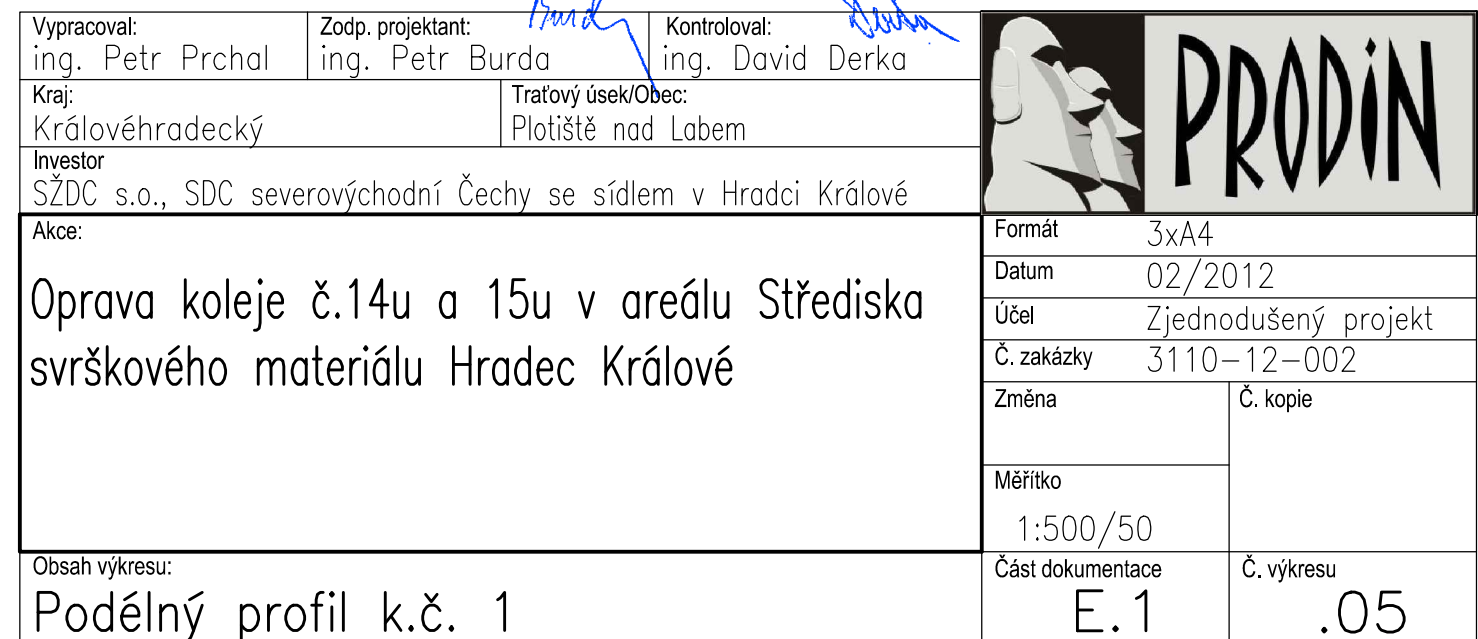 Vypracoval:
ing. Petr Prchal
Zodp. projektant:
ing. Petr Burda
Kontroloval:
ing. David Derka
Kraj:
Královéhradecký
Traťový úsek/Obec:
Plotiště nad Labem
Investor
SŽDC s.o., SDC severovýchodní Čechy se sídlem v Hradci Králové
PRODiN
Akce:
Oprava koleje č.14u a 15u v areálu Střediska
svrškového materiálu Hradec Králové
Formát 3xA4
Datum 02/2012
Účel Zjednodušený projekt
Č. zakázky 3110-12-002
Změna
Č. kopie
Měřítko
1:500/50
Obsah výkresu:
Podélný profil k.č. 1
Část dokumentace
E.1
Č. výkresu
.05